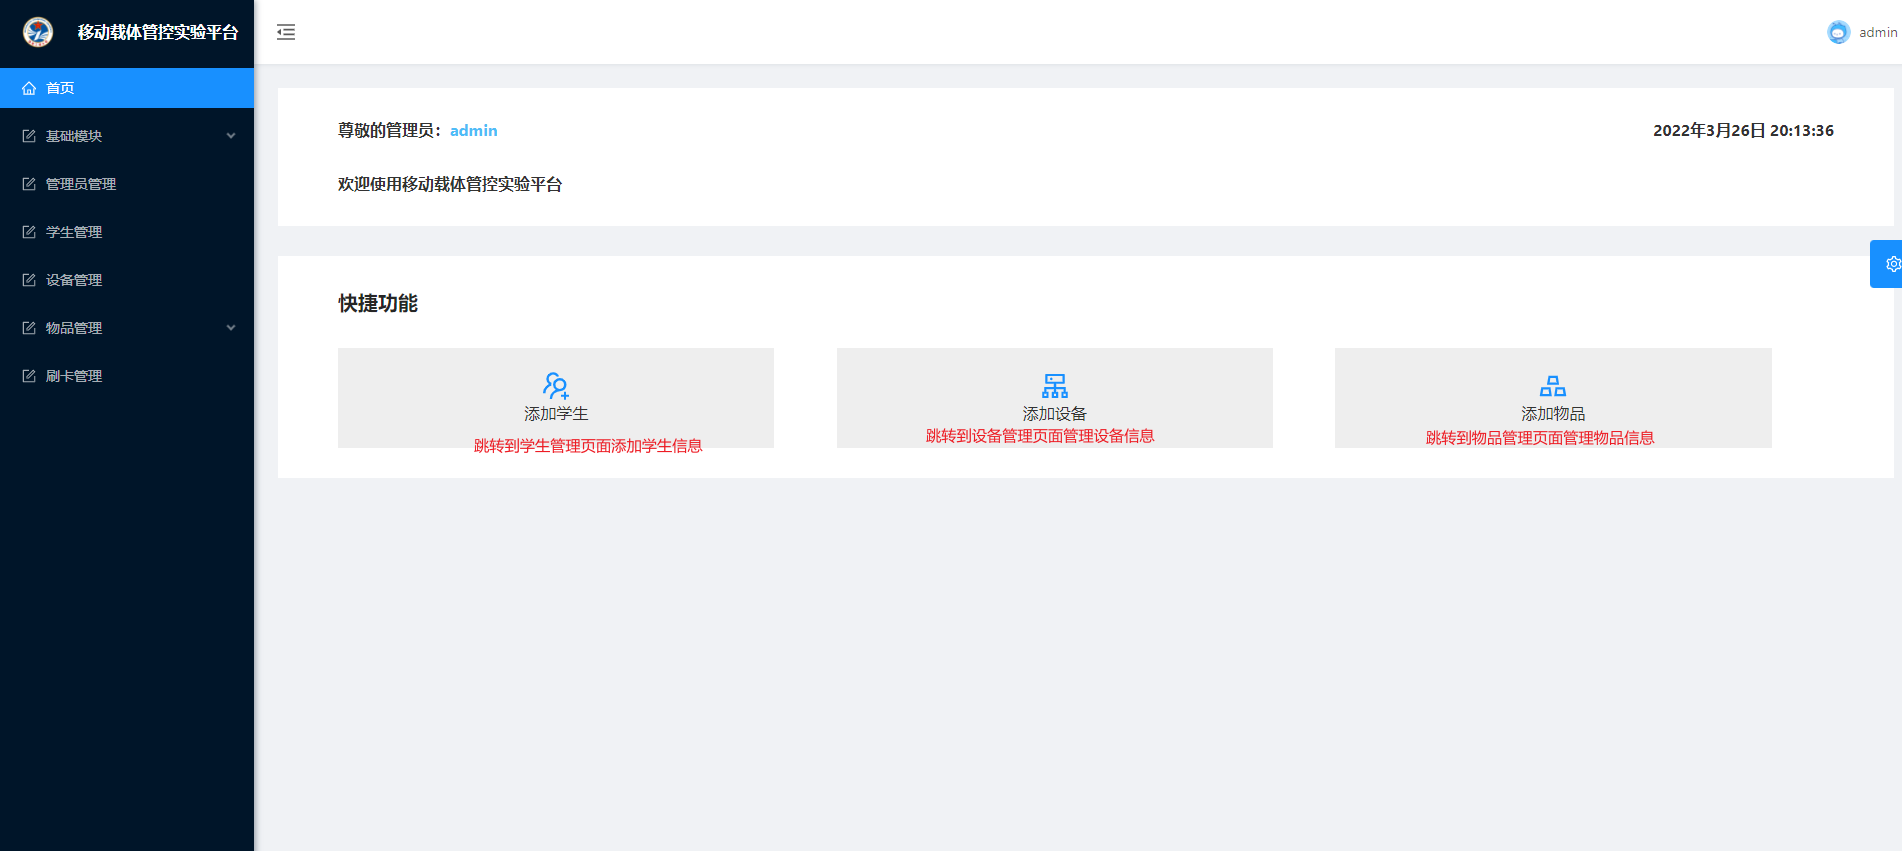 移动载体管控实验平台
admin
首页
基础模块
管理员管理
学生管理
设备管理
物品管理
刷卡管理
尊敬的管理员：admin
2022年3月26日 20:13:36
欢迎使用移动载体管控实验平台
快捷功能
添加学生
跳转到学生管理页面添加学生信息
添加设备
跳转到设备管理页面管理设备信息
添加物品
跳转到物品管理页面管理物品信息